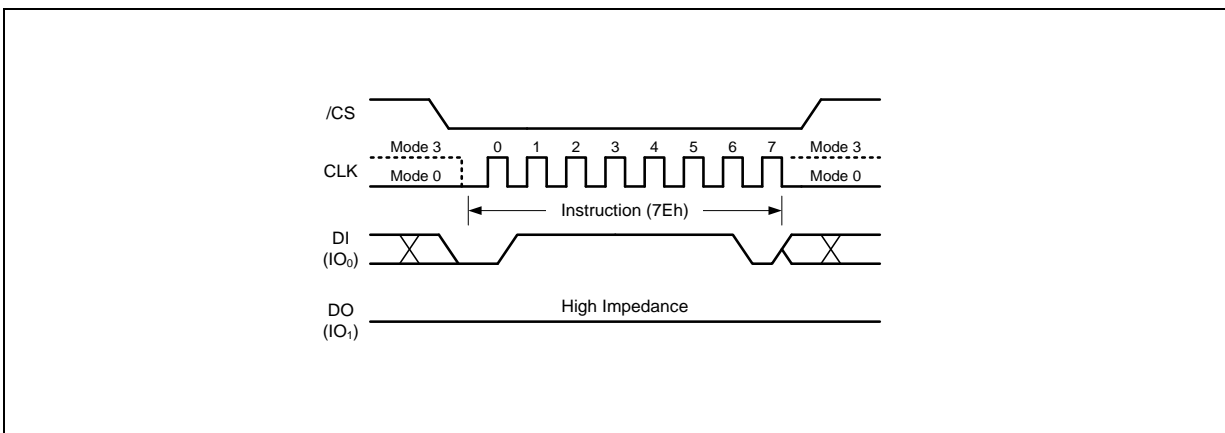 /CS
Mode 3 0 1 2 3 4 5 6 7 Mode 3
CLK
Mode 0 Mode 0
Instruction (7Eh)
DI
(IO₀)
High Impedance
DO
(IO₁)